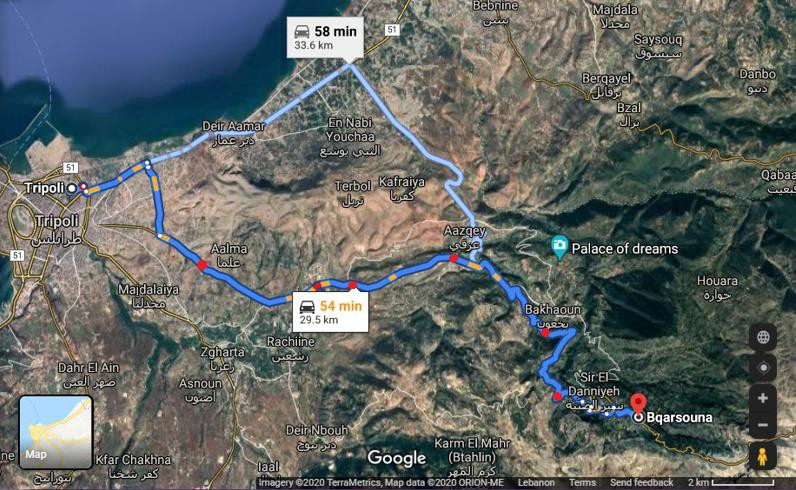 Bebnine
ببنين
Majdala
مجدلا
58 min
33.6 km
51
Saysouq
سيسوق
Berqayel
برقايل
Danbo
دنبو
Bzal
بزال
Deir Aamar
دير عمار
En Nabi
Youchaa
النبي يوشع
51
Tripoli
Terbol
تربل
Kafraiya
كفريا
Qabaa
قبعيت
Tripoli
طرابلس
Aazqey
عزقي
51
Aalma
علما
Palace of dreams
Houara
حوارة
Majdalaiya
مجدليا
54 min
29.5 km
Bakhaoun
بخعون
Rachiine
رشعين
Zgharta
زغرتا
Dahr El Ain
ضهر العين
Asnoun
اصنون
Sir El
Danniyeh
سير الضنية
Bqarsouna
Map
Deir Nbouh
دير نبوح
Karm El Mahr
(Btahlin)
كرم المهر
Kfar Chakhna
كفر شخنا
Iaal
Google
Imagery ©2020 TerraMetrics, Map data ©2020 ORION-ME Lebanon Terms Send feedback 2 km